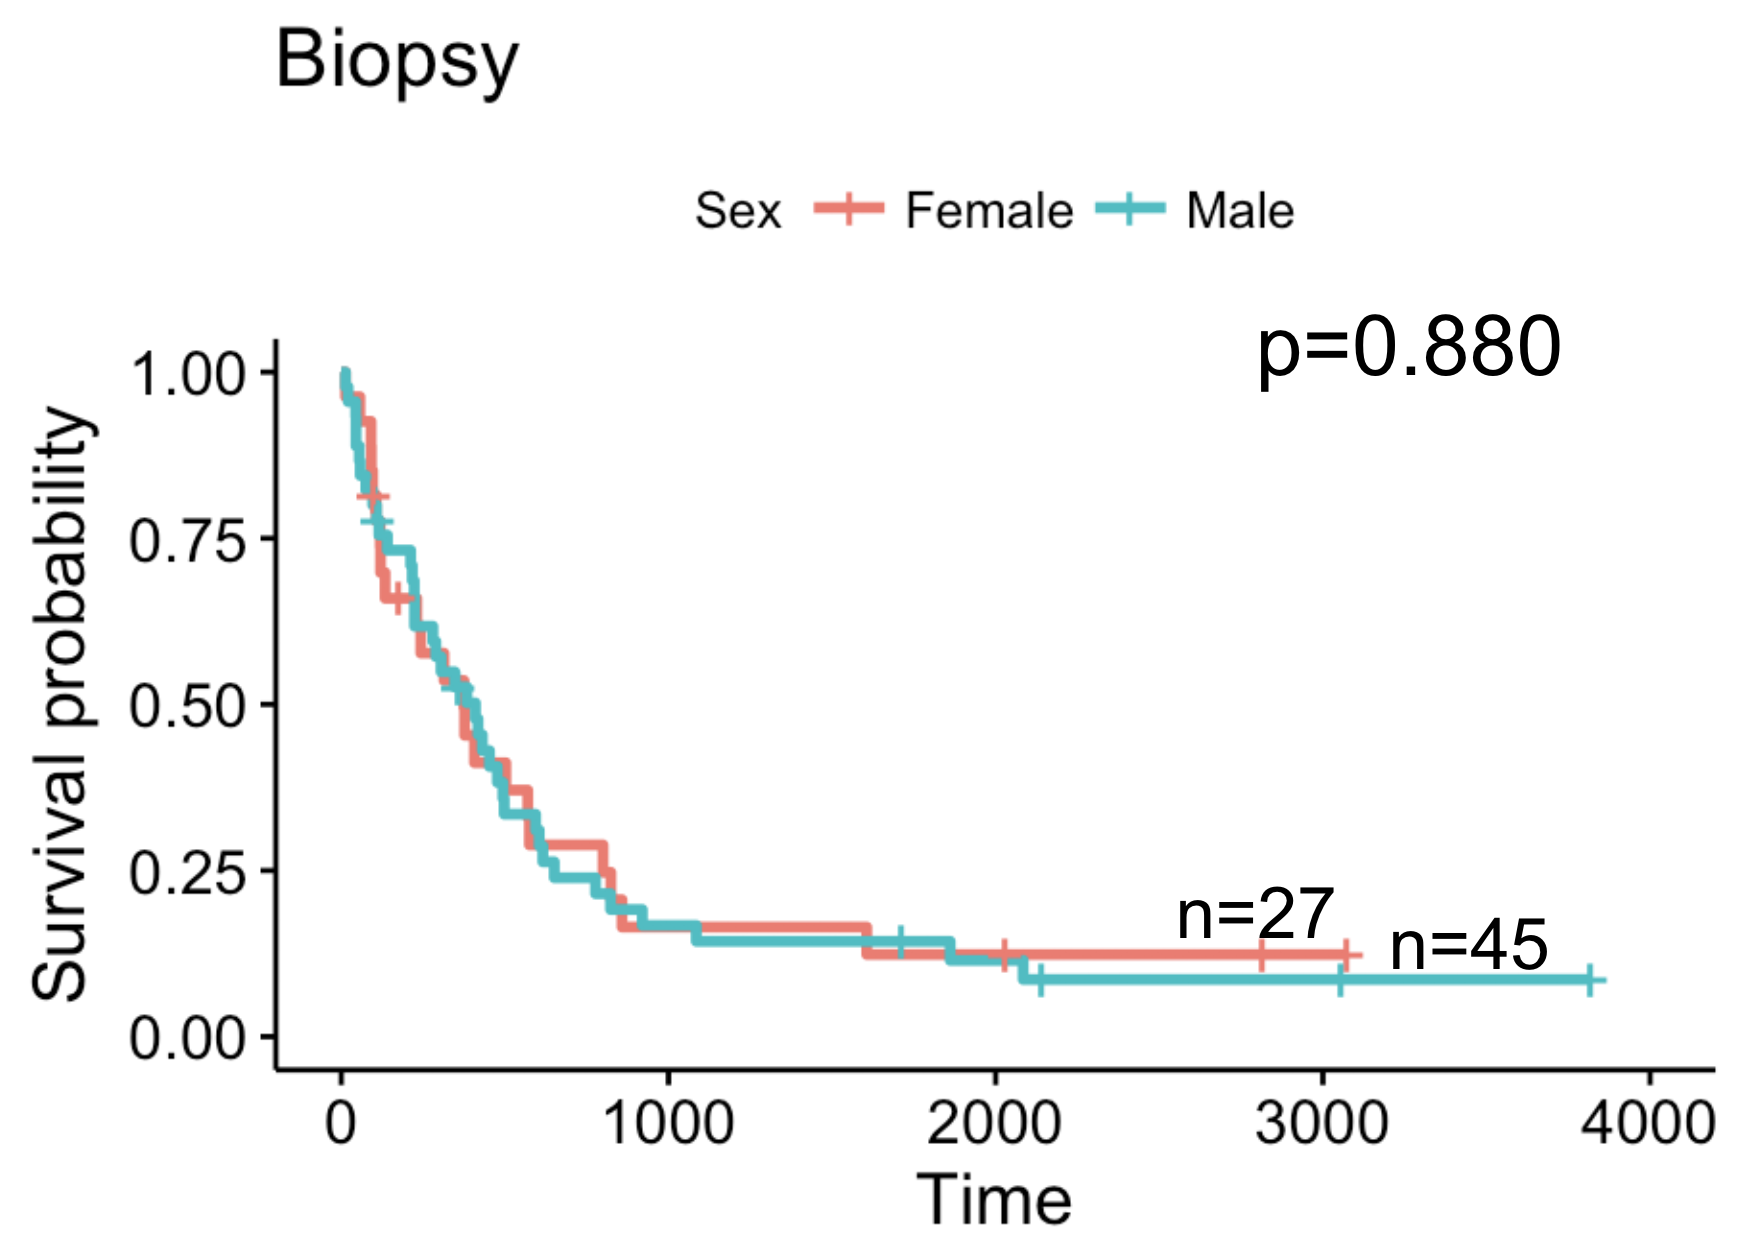 Biopsy
Sex Female Male
p=0.880
1.00
0.75
0.50
0.25
0.00
Survival probability
n=27
n=45
0 1000 2000 3000 4000
Time